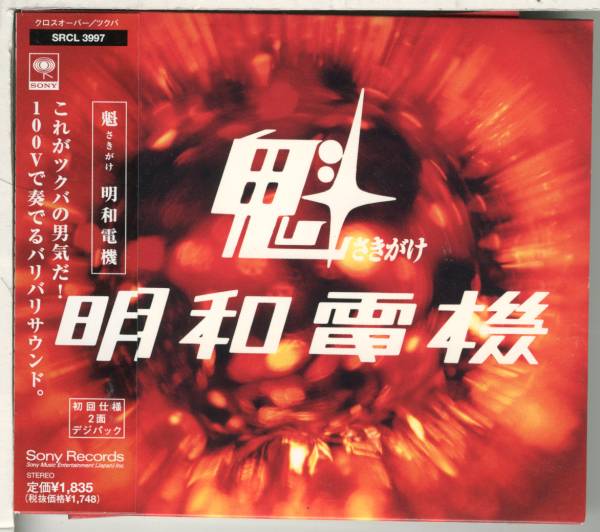 クロスオーバー／ツクバ
SRCL 3997
SONY
魁 さきがけ 明和電機
これがツクバの男気だ！
100Vで奏でるバリバリサウンド。
初回仕様
2面
デジパック
Sony Records
Sony Music Entertainment (Japan) Inc.
STEREO
定価¥1,835
(税抜価格¥1,748)
魁
さきがけ
明和電機